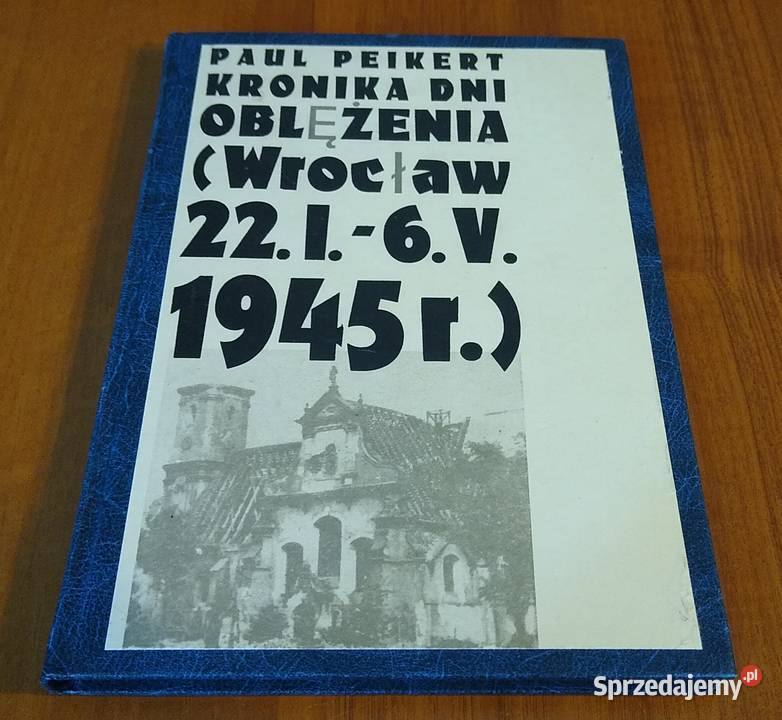 PAUL PEIKERT
KRONIKA DNI
OBLĘŻENIA
(Wrocław
22.I.-6.V.
1945 r.)
Sprzedajemy.pl